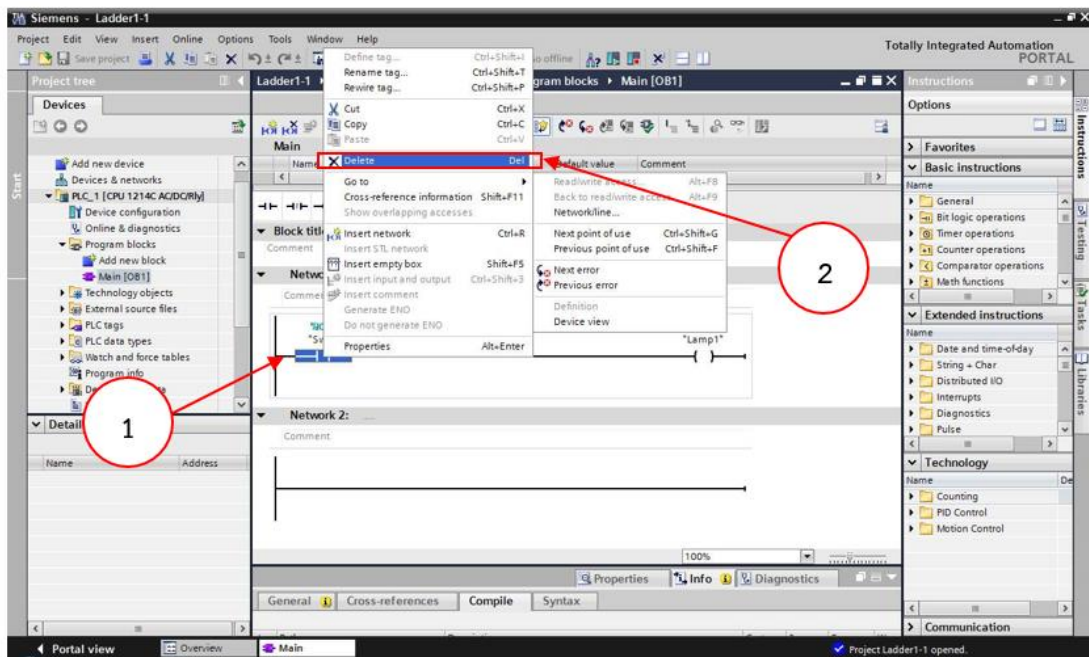 Siemens - Ladder1-1
Project Edit View Insert Online Options Tools Window Help
Totally Integrated Automation
PORTAL
Save project
offline
Project tree
Devices
Start
Add new device
Devices & networks
PLC_1 [CPU 1214C AC/DC/Rly]
Device configuration
Online & diagnostics
Program blocks
Add new block
Main [OB1]
Technology objects
External source files
PLC tags
PLC data types
Watch and force tables
Program info
Detail
Name Address
1
Ladder1-1
gram blocks Main [OB1]
Main
Name Default value Comment
Block titl
Comment
Netwo
Comme
"Lamp1"
Network 2: ....
Comment
100%
Define tag... Ctrl+Shift+I
Rename tag... Ctrl+Shift+T
Rewire tag... Ctrl+Shift+P
Cut Ctrl+X
Copy Ctrl+C
Paste Ctrl+V
Delete Del
Go to
Cross-reference information Shift+F11
Show overlapping accesses
Insert network Ctrl+R
Insert STL network
Insert empty box Shift+F5
Insert input and output Ctrl+Shift+3
Insert comment
Generate ENO
Do not generate ENO
Properties Alt+Enter
Read/write access Alt+F8
Back to read/write access Alt+F9
Network/line...
Next point of use Ctrl+Shift+G
Previous point of use Ctrl+Shift+F
Next error
Previous error
Definition
Device view
2
Properties Info Diagnostics
General Cross-references Compile Syntax
Instructions
Options
Favorites
Basic instructions
Name
General
Bit logic operations
Timer operations
Counter operations
Comparator operations
Math functions
Extended instructions
Name
Date and time-of-day
String + Char
Distributed I/O
Interrupts
Diagnostics
Pulse
Technology
Name De
Counting
PID Control
Motion Control
Communication
Instructions
Testing
Tasks
Libraries
Portal view Overview Main
Project Ladder1-1 opened.